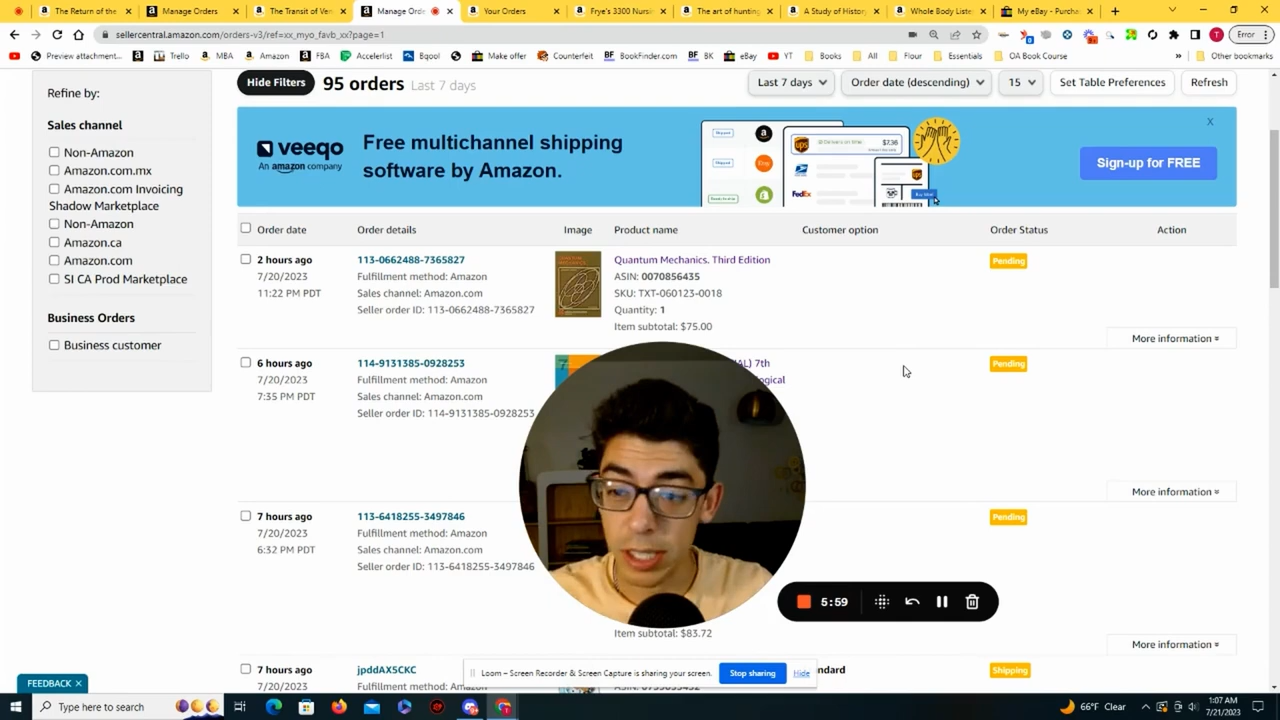 The Return of the
Manage Orders
The Transit of Ven
Manage Ord
Your Orders
Frye's 3300 Nursi
The art of hunting
A Study of History
Whole Body Liste
My eBay - Purcha
sellercentral.amazon.com/orders-v3/ref=xx_myo_favb_xx?page=1
Error
Preview attachment...
Trello
MBA
Amazon
FBA
Accelist
Bqool
Make offer
Counterfeit
BookFinder.com
BK
eBay
YT
Books
All
Flour
Essentials
OA Book Course
Other bookmarks
Refine by:
Sales channel
Non-Amazon
Amazon.com.mx
Amazon.com Invoicing
Shadow Marketplace
Non-Amazon
Amazon.ca
Amazon.com
SI CA Prod Marketplace
Business Orders
Business customer
Hide Filters
95 orders Last 7 days
Last 7 days
Order date (descending)
15
Set Table Preferences
Refresh
veeqo
An amazon company
Free multichannel shipping
software by Amazon.
$7.36
FedEx
Sign-up for FREE
X
Order date
Order details
Image
Product name
Customer option
Order Status
Action
2 hours ago
7/20/2023
11:22 PM PDT
113-0662488-7365827
Fulfillment method: Amazon
Sales channel: Amazon.com
Seller order ID: 113-0662488-7365827
Quantum Mechanics. Third Edition
ASIN: 0070856435
SKU: TXT-060123-0018
Quantity: 1
Item subtotal: $75.00
Pending
More information
6 hours ago
7/20/2023
7:35 PM PDT
114-9131385-0928253
Fulfillment method: Amazon
Sales channel: Amazon.com
Seller order ID: 114-9131385-0928253
AL) 7th
logical
Pending
More information
7 hours ago
7/20/2023
6:32 PM PDT
113-6418255-3497846
Fulfillment method: Amazon
Sales channel: Amazon.com
Seller order ID: 113-6418255-3497846
Item subtotal: $83.72
Pending
More information
5:59
7 hours ago
7/20/2023
jpddAX5CKC
Fulfillment method: Amazon
ndard
Shipping
Loom – Screen Recorder & Screen Capture is sharing your screen.
Stop sharing
Hide
FEEDBACK X
Type here to search
66°F Clear
1:07 AM
7/21/2023